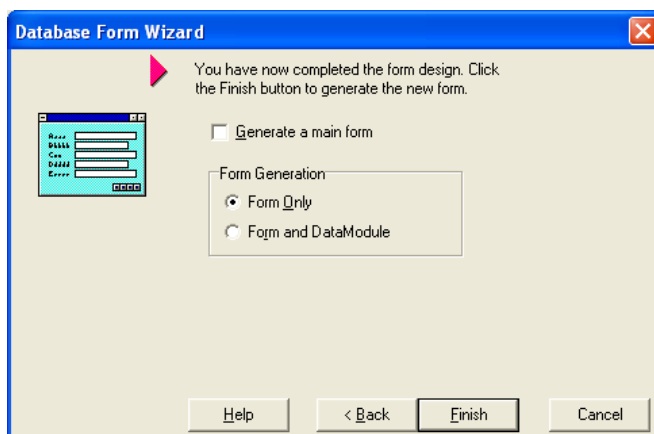 Database Form Wizard
You have now completed the form design. Click
the Finish button to generate the new form.
Generate a main form
Form Generation
Form Only
Form and DataModule
Help
< Back
Finish
Cancel